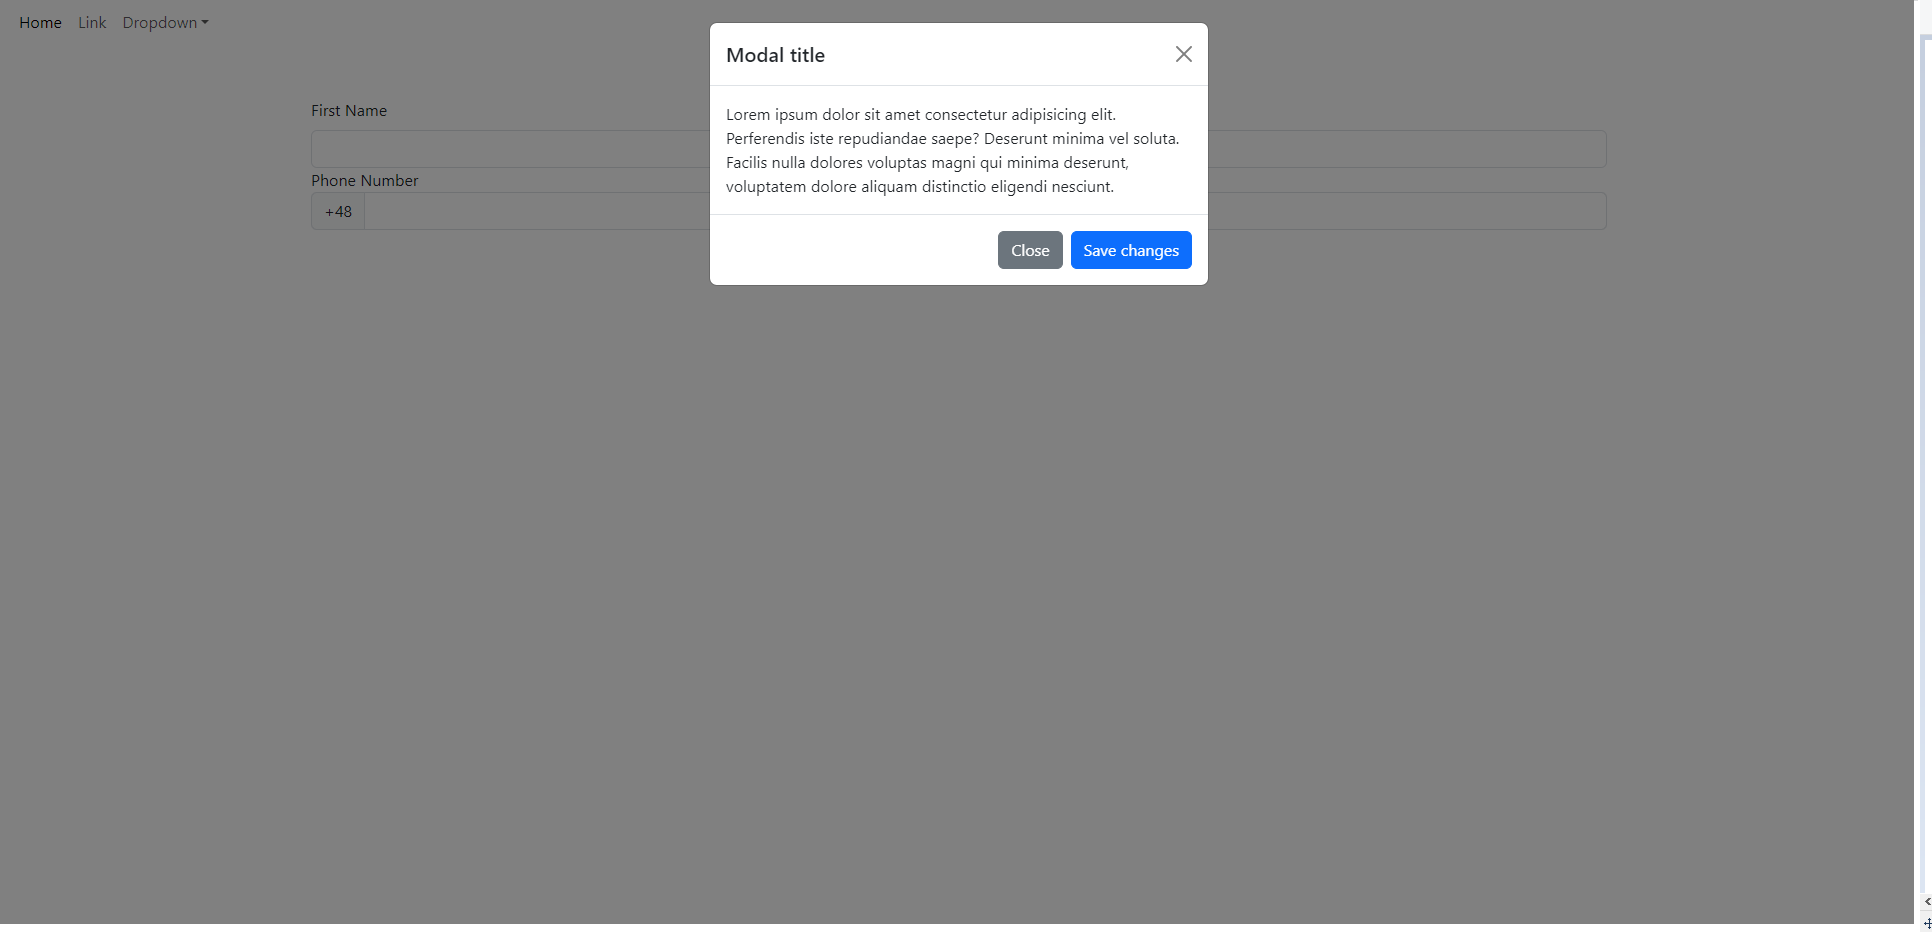 Home Link Dropdown
Modal title
First Name
Lorem ipsum dolor sit amet consectetur adipisicing elit.
Perferendis iste repudiandae saepe? Deserunt minima vel soluta.
Facilis nulla dolores voluptas magni qui minima deserunt,
voluptatem dolore aliquam distinctio eligendi nesciunt.
Phone Number
+48
Close Save changes